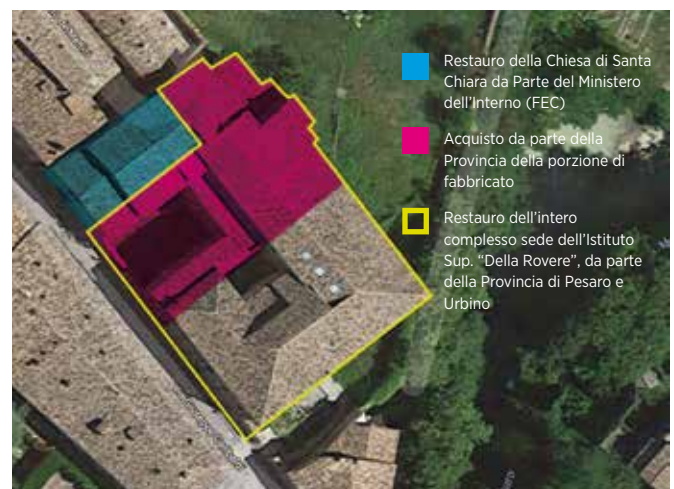 Restauro della Chiesa di Santa
Chiara da Parte del Ministero
dell'Interno (FEC)
Acquisto da parte della
Provincia della porzione di
fabbricato
Restauro dell'intero
complesso sede dell'Istituto
Sup. “Della Rovere”, da parte
della Provincia di Pesaro e
Urbino